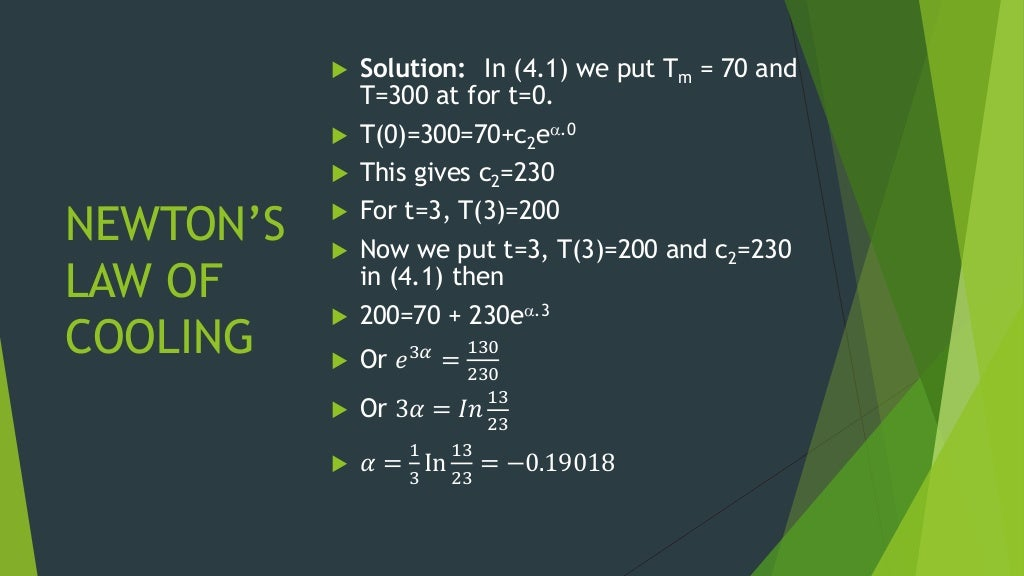 NEWTON'S
LAW OF
COOLING
▶ Solution: In (4.1) we put Tₘ = 70 and
T=300 at for t=0.
▶ T(0)=300=70+c₂e^α.0
▶ This gives c₂=230
▶ For t=3, T(3)=200
▶ Now we put t=3, T(3)=200 and c₂=230
in (4.1) then
▶ 200=70 + 230e^α.3
▶ Or 𝑒^3𝛼 = 130/230
▶ Or 3𝛼 = 𝐼𝑛 13/23
▶ 𝛼 = 1/3 In 13/23 = −0.19018